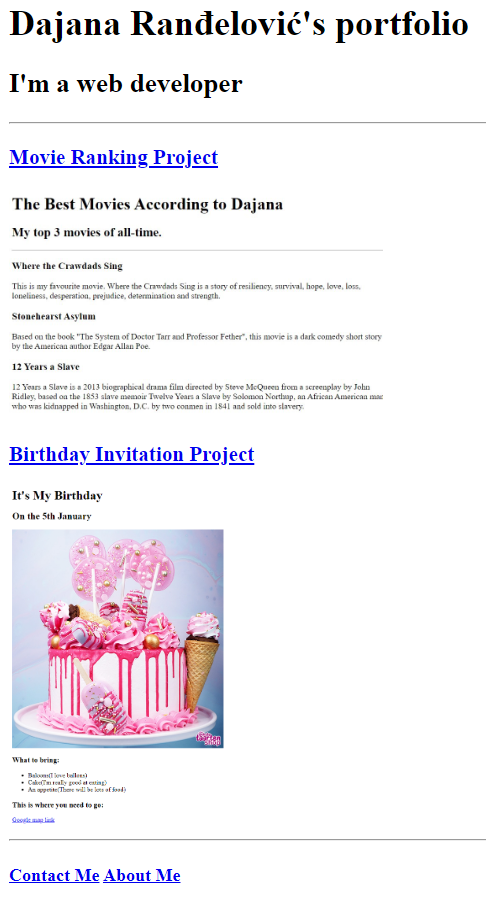 Dajana Ranđelović's portfolio
I'm a web developer
Movie Ranking Project
The Best Movies According to Dajana
My top 3 movies of all-time.
Where the Crawdads Sing
This is my favourite movie. Where the Crawdads Sing is a story of resiliency, survival, hope, love, loss,
loneliness, desperation, prejudice, determination and strength.
Stonehearst Asylum
Based on the book "The System of Doctor Tarr and Professor Fether", this movie is a dark comedy short story
by the American author Edgar Allan Poe.
12 Years a Slave
12 Years a Slave is a 2013 biographical drama film directed by Steve McQueen from a screenplay by John
Ridley, based on the 1853 slave memoir Twelve Years a Slave by Solomon Northup, an African American
who was kidnapped in Washington, D.C. by two conmen in 1841 and sold into slavery.
Birthday Invitation Project
It's My Birthday
On the 5th January
What to bring:
Baloons(I love ballons)
Cake(I'm really good at eating)
An appetite(There will be lots of food)
This is where you need to go:
Google map link
Contact Me About Me